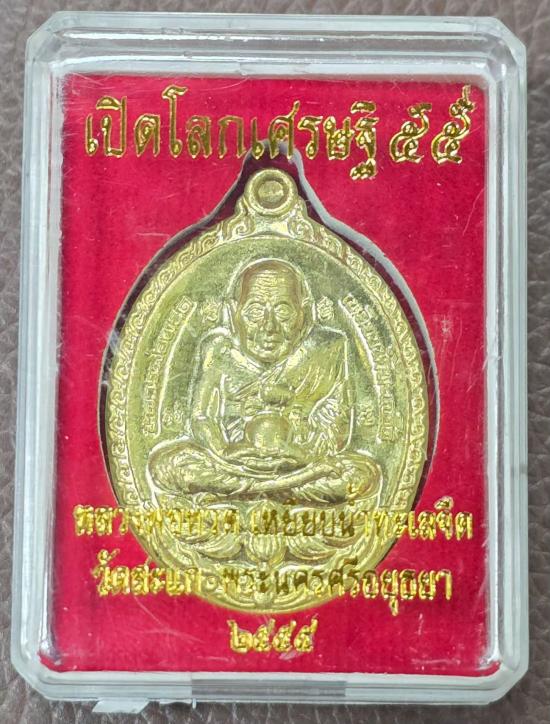 เปิดโลกเศรษฐี ๕๕
หลวงพ่อทวด เหยียบน้ำทะเลจืด
วัดสะแก พระนครศรีอยุธยา
๒๕๕๕